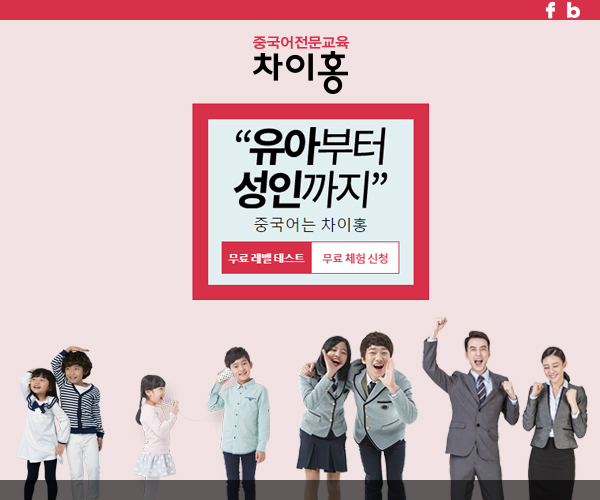 f b
중국어전문교육
차이홍
“유아부터
성인까지”
중국어는 차이홍
무료 레벨 테스트 무료 체험 신청